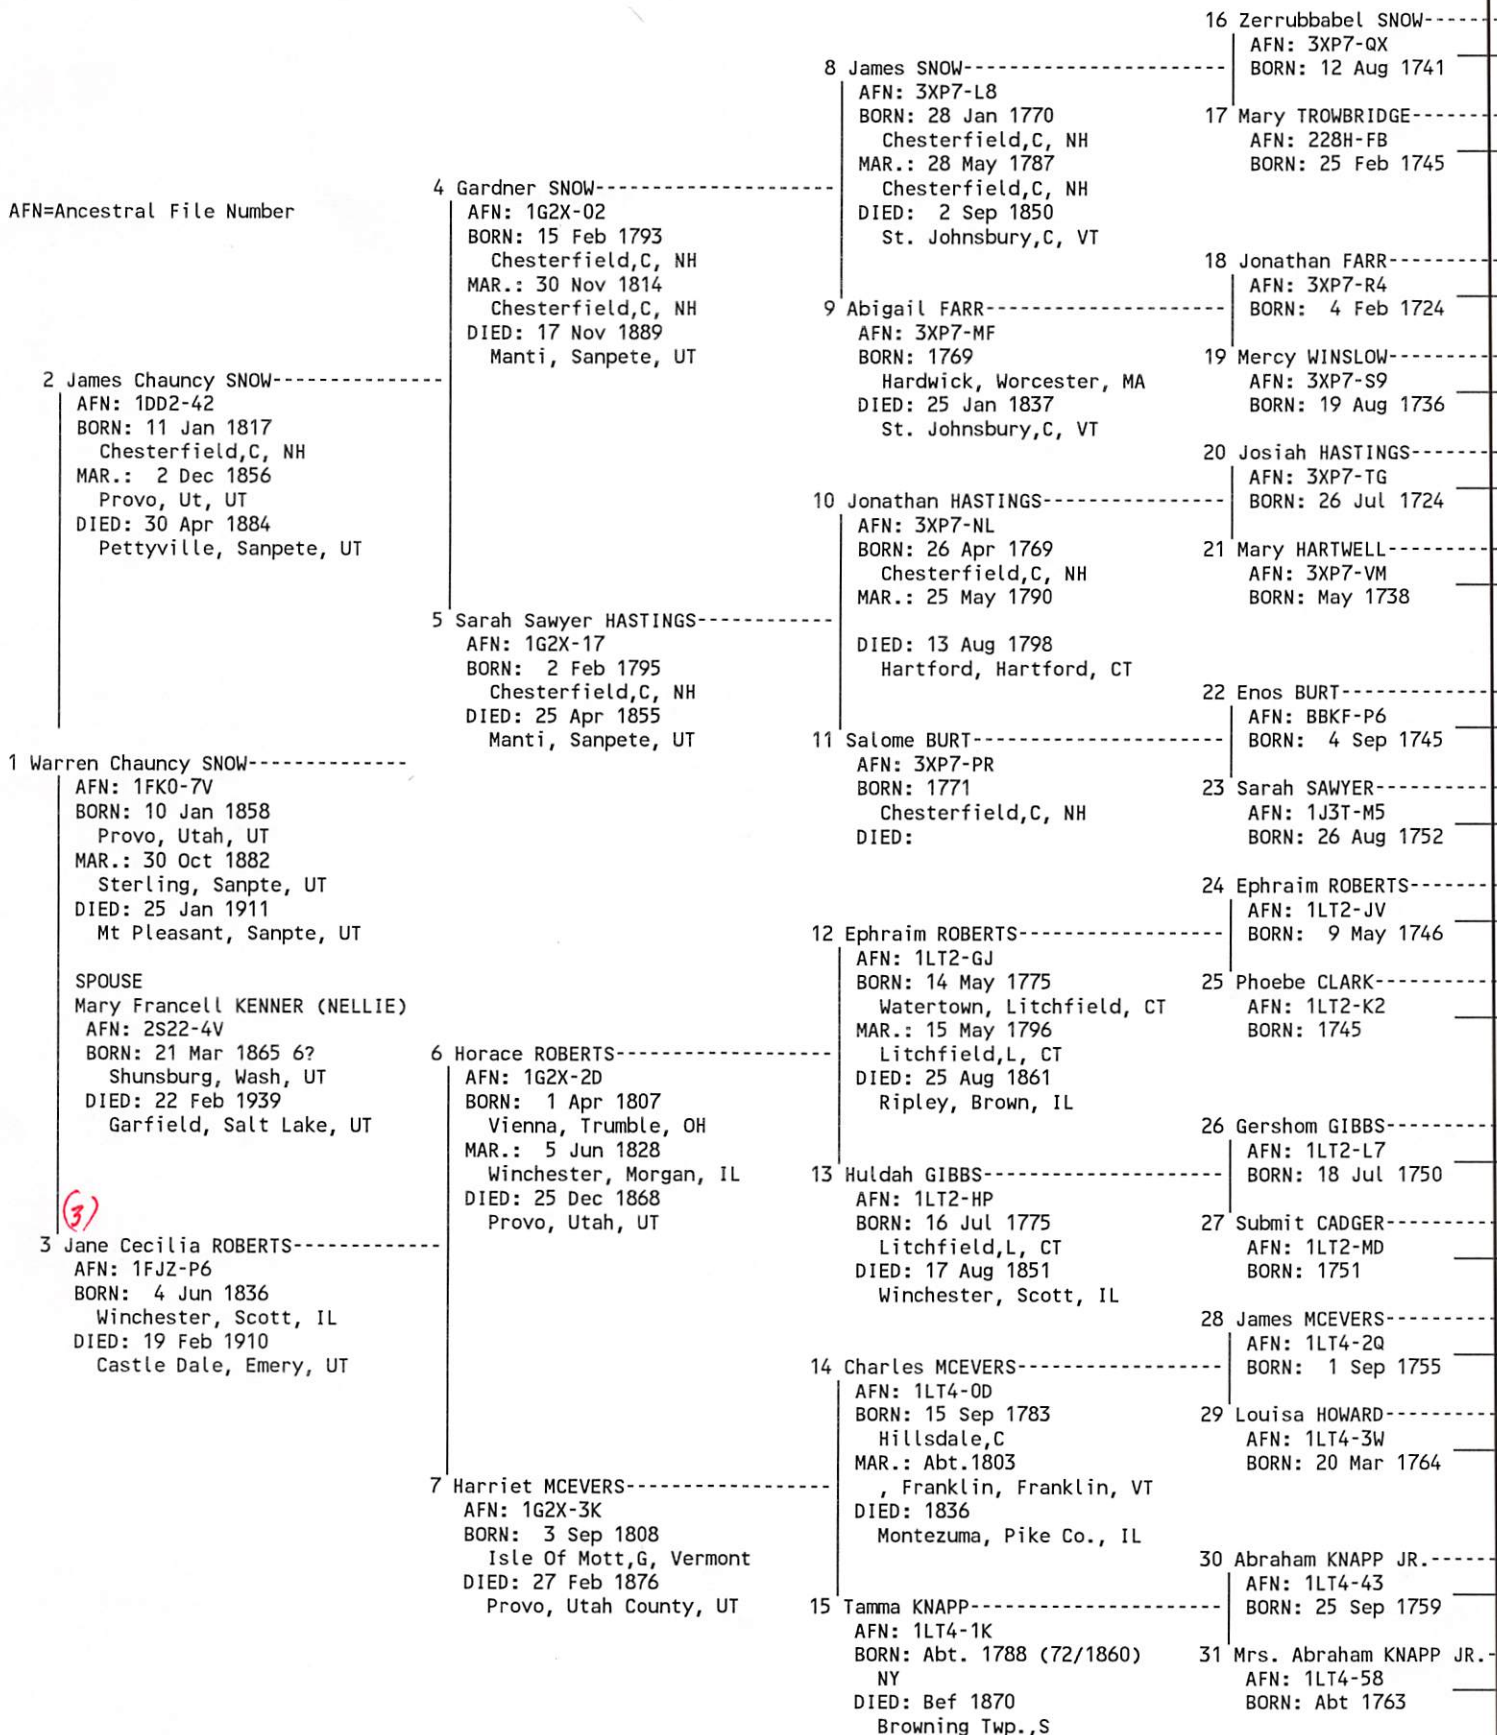 AFN=Ancestral File Number
1 Warren Chauncy SNOW-------------
AFN: 1FK0-7V
BORN: 10 Jan 1858
Provo, Utah, UT
MAR.: 30 Oct 1882
Sterling, Sanpte, UT
DIED: 25 Jan 1911
Mt Pleasant, Sanpte, UT
SPOUSE
Mary Francell KENNER (NELLIE)
AFN: 2S22-4V
BORN: 21 Mar 1865 6?
Shunsburg, Wash, UT
DIED: 22 Feb 1939
Garfield, Salt Lake, UT
2 James Chauncy SNOW--------------
AFN: 1DD2-42
BORN: 11 Jan 1817
Chesterfield,C, NH
MAR.: 2 Dec 1856
Provo, Ut, UT
DIED: 30 Apr 1884
Pettyville, Sanpete, UT
(3)
3 Jane Cecilia ROBERTS------------
AFN: 1FJZ-P6
BORN: 4 Jun 1836
Winchester, Scott, IL
DIED: 19 Feb 1910
Castle Dale, Emery, UT
4 Gardner SNOW--------------------
AFN: 1G2X-02
BORN: 15 Feb 1793
Chesterfield,C, NH
MAR.: 30 Nov 1814
Chesterfield,C, NH
DIED: 17 Nov 1889
Manti, Sanpete, UT
5 Sarah Sawyer HASTINGS-----------
AFN: 1G2X-17
BORN: 2 Feb 1795
Chesterfield,C, NH
DIED: 25 Apr 1855
Manti, Sanpete, UT
6 Horace ROBERTS------------------
AFN: 1G2X-2D
BORN: 1 Apr 1807
Vienna, Trumble, OH
MAR.: 5 Jun 1828
Winchester, Morgan, IL
DIED: 25 Dec 1868
Provo, Utah, UT
7 Harriet MCEVERS-----------------
AFN: 1G2X-3K
BORN: 3 Sep 1808
Isle Of Mott,G, Vermont
DIED: 27 Feb 1876
Provo, Utah County, UT
8 James SNOW----------------------
AFN: 3XP7-L8
BORN: 28 Jan 1770
Chesterfield,C, NH
MAR.: 28 May 1787
Chesterfield,C, NH
DIED: 2 Sep 1850
St. Johnsbury,C, VT
9 Abigail FARR--------------------
AFN: 3XP7-MF
BORN: 1769
Hardwick, Worcester, MA
DIED: 25 Jan 1837
St. Johnsbury,C, VT
10 Jonathan HASTINGS---------------
AFN: 3XP7-NL
BORN: 26 Apr 1769
Chesterfield,C, NH
MAR.: 25 May 1790
DIED: 13 Aug 1798
Hartford, Hartford, CT
11 Salome BURT---------------------
AFN: 3XP7-PR
BORN: 1771
Chesterfield,C, NH
DIED:
12 Ephraim ROBERTS-----------------
AFN: 1LT2-GJ
BORN: 14 May 1775
Watertown, Litchfield, CT
MAR.: 15 May 1796
Litchfield,L, CT
DIED: 25 Aug 1861
Ripley, Brown, IL
13 Huldah GIBBS--------------------
AFN: 1LT2-HP
BORN: 16 Jul 1775
Litchfield,L, CT
DIED: 17 Aug 1851
Winchester, Scott, IL
14 Charles MCEVERS-----------------
AFN: 1LT4-0D
BORN: 15 Sep 1783
Hillsdale,C
MAR.: Abt.1803
, Franklin, Franklin, VT
DIED: 1836
Montezuma, Pike Co., IL
15 Tamma KNAPP---------------------
AFN: 1LT4-1K
BORN: Abt. 1788 (72/1860)
NY
DIED: Bef 1870
Browning Twp.,S
16 Zerrubbabel SNOW------
AFN: 3XP7-QX
BORN: 12 Aug 1741
17 Mary TROWBRIDGE-------
AFN: 228H-FB
BORN: 25 Feb 1745
18 Jonathan FARR---------
AFN: 3XP7-R4
BORN: 4 Feb 1724
19 Mercy WINSLOW---------
AFN: 3XP7-S9
BORN: 19 Aug 1736
20 Josiah HASTINGS-------
AFN: 3XP7-TG
BORN: 26 Jul 1724
21 Mary HARTWELL---------
AFN: 3XP7-VM
BORN: May 1738
22 Enos BURT-------------
AFN: BBKF-P6
BORN: 4 Sep 1745
23 Sarah SAWYER----------
AFN: 1J3T-M5
BORN: 26 Aug 1752
24 Ephraim ROBERTS-------
AFN: 1LT2-JV
BORN: 9 May 1746
25 Phoebe CLARK----------
AFN: 1LT2-K2
BORN: 1745
26 Gershom GIBBS---------
AFN: 1LT2-L7
BORN: 18 Jul 1750
27 Submit CADGER---------
AFN: 1LT2-MD
BORN: 1751
28 James MCEVERS---------
AFN: 1LT4-2Q
BORN: 1 Sep 1755
29 Louisa HOWARD---------
AFN: 1LT4-3W
BORN: 20 Mar 1764
30 Abraham KNAPP JR.-----
AFN: 1LT4-43
BORN: 25 Sep 1759
31 Mrs. Abraham KNAPP JR.-
AFN: 1LT4-58
BORN: Abt 1763